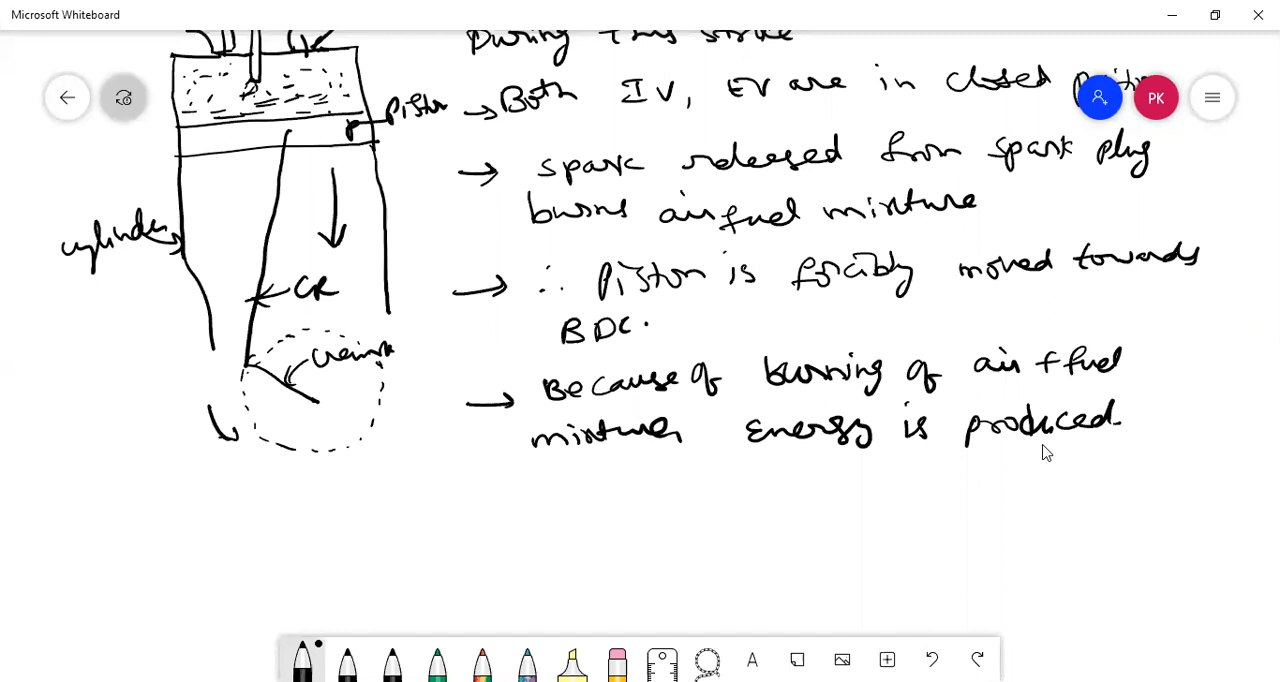 Microsoft Whiteboard
During this stroke
→ Both IV, EV are in closed position
PK
Piston
→ spark released from spark plug
burns air fuel mixture
cylinder
→ ∴ Piston is forcibly moved towards
BDC.
CR
Crank
→ Because of burning of air + fuel
mixture, Energy is produced.
A